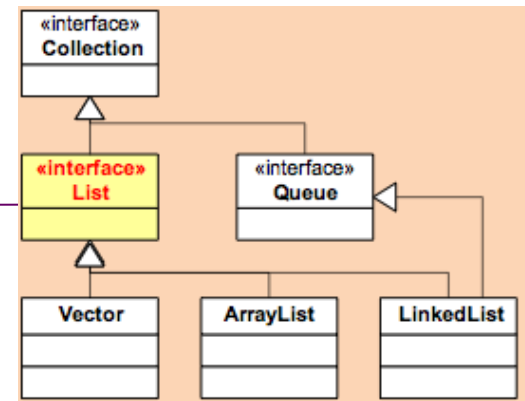 «interface»
Collection
«interface»
List
«interface»
Queue
Vector
ArrayList
LinkedList